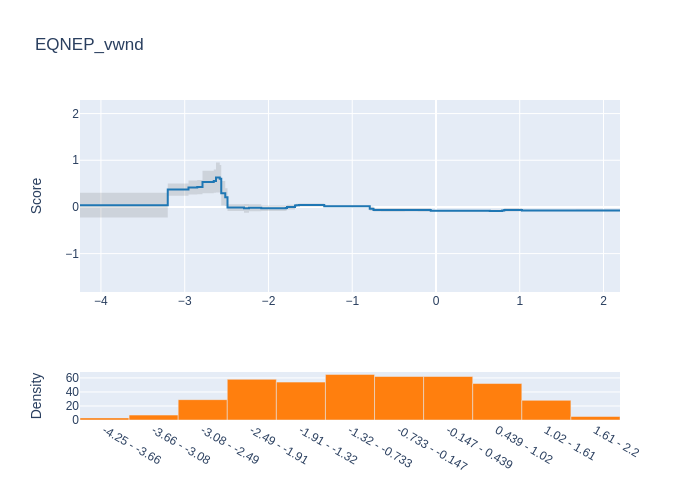 EQNEP_vwnd
Score
2
1
0
−1
−4
−3
−2
−1
0
1
2
Density
60
40
20
0
-4.25 - -3.66
-3.66 - -3.08
-3.08 - -2.49
-2.49 - -1.91
-1.91 - -1.32
-1.32 - -0.733
-0.733 - -0.147
-0.147 - 0.439
0.439 - 1.02
1.02 - 1.61
1.61 - 2.2